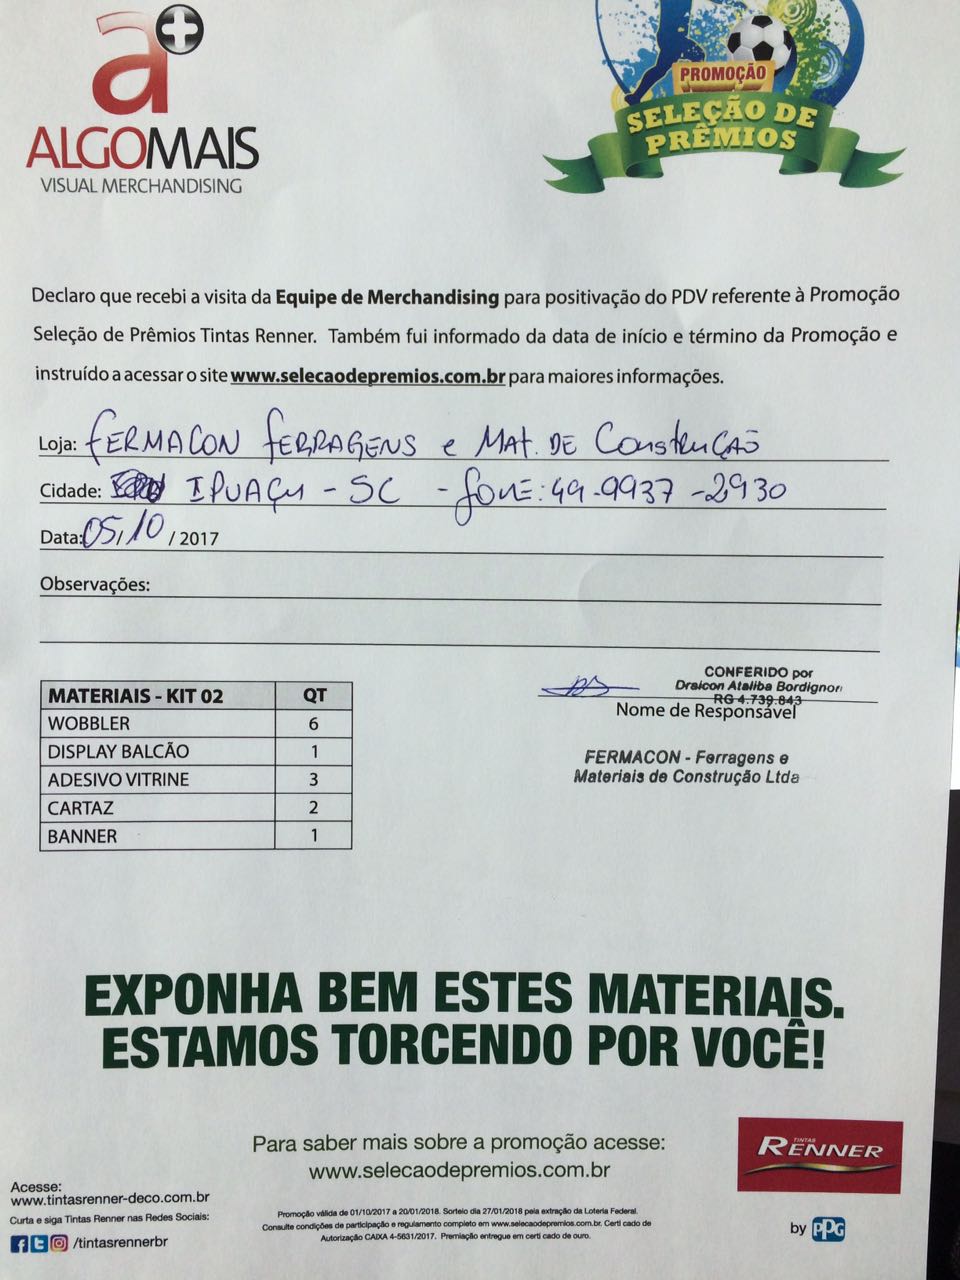 a+
ALGOMAIS
VISUAL MERCHANDISING
PROMOÇÃO
SELEÇÃO DE
PRÊMIOS
Declaro que recebi a visita da Equipe de Merchandising para positivação do PDV referente à Promoção
Seleção de Prêmios Tintas Renner. Também fui informado da data de início e término da Promoção e
instruído a acessar o site www.selecaodepremios.com.br para maiores informações.
Loja: FERMACON FERRAGENS e MAT. DE CONSTRUÇÃO
Cidade: IPUAÇU - SC - FONE: 49-9937-2930
Data: 05/10/2017
Observações:
MATERIAIS - KIT 02 QT
WOBBLER 6
DISPLAY BALCÃO 1
ADESIVO VITRINE 3
CARTAZ 2
BANNER 1
CONFERIDO por
Draicon Ataliba Bordignon
RG 4.739.843
Nome de Responsável
FERMACON - Ferragens e
Materiais de Construção Ltda
EXPONHA BEM ESTES MATERIAIS.
ESTAMOS TORCENDO POR VOCÊ!
Para saber mais sobre a promoção acesse:
www.selecaodepremios.com.br
TINTAS
RENNER
by PPG
Acesse:
www.tintasrenner-deco.com.br
Curta e siga Tintas Renner nas Redes Sociais:
/tintasrennerbr
Promoção válida de 01/10/2017 a 20/01/2018. Sorteio dia 27/01/2018 pela extração da Loteria Federal.
Consulte condições de participação e regulamento completo em www.selecaodepremios.com.br. Certi cado de
Autorização CAIXA 4-5631/2017. Premiação entregue em certi cado de ouro.